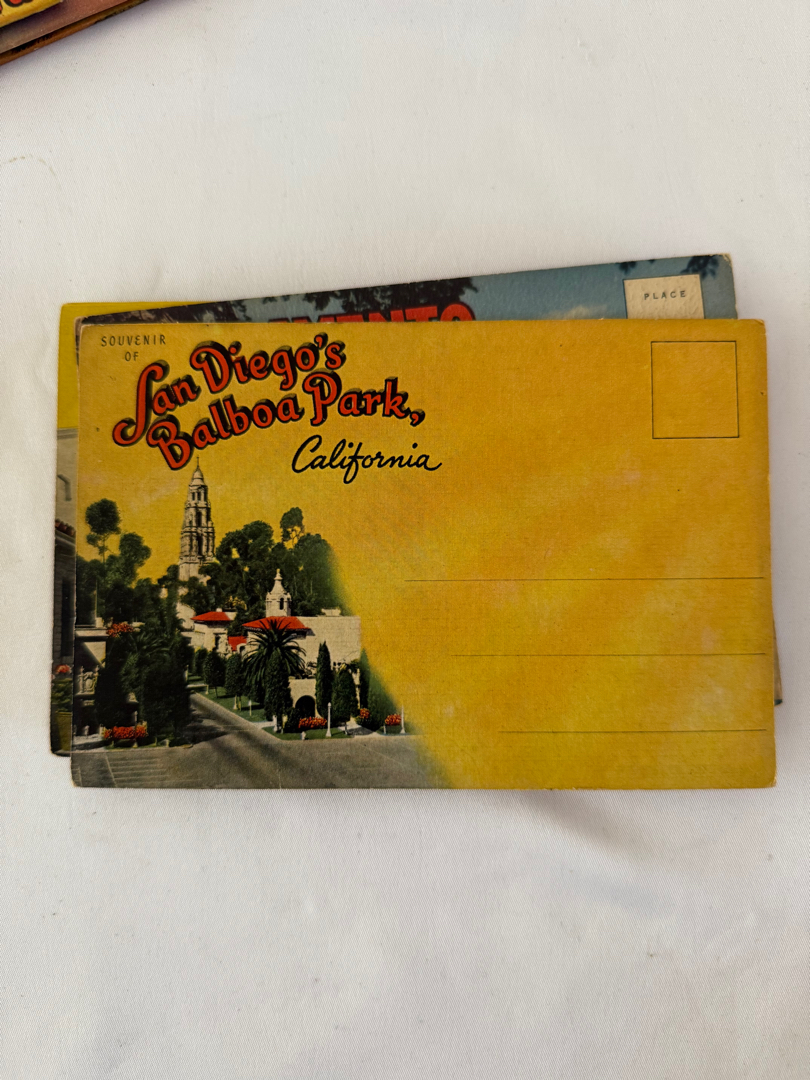 PLACE
SOUVENIR
OF
San Diego's
Balboa Park,
California